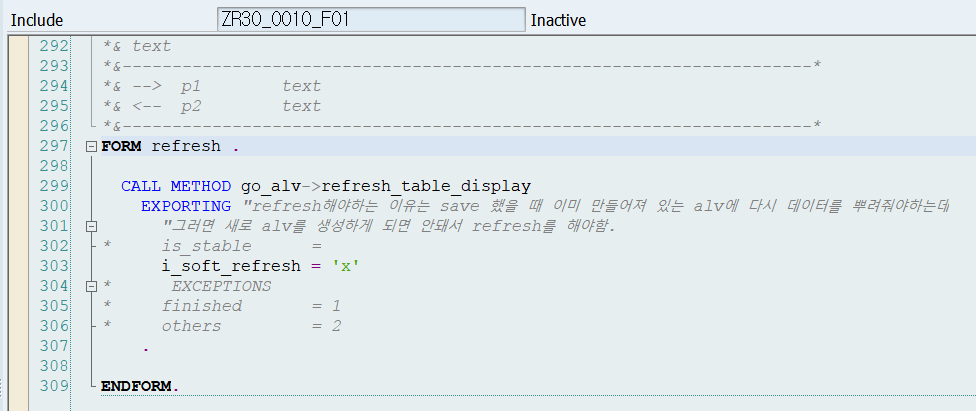 Include ZR30_0010_F01 Inactive
292 *& text
293 *&---------------------------------------------------------------------*
294 *& -->  p1        text
295 *& <--  p2        text
296 *&---------------------------------------------------------------------*
297 FORM refresh .
298
299   CALL METHOD go_alv->refresh_table_display
300     EXPORTING "refresh해야하는 이유는 save 했을 때 이미 만들어져 있는 alv에 다시 데이터를 뿌려줘야하는데
301       "그러면 새로 alv를 생성하게 되면 안돼서 refresh를 해야함.
302 *     is_stable      =
303       i_soft_refresh = 'x'
304 *      EXCEPTIONS
305 *     finished       = 1
306 *     others         = 2
307     .
308
309 ENDFORM.